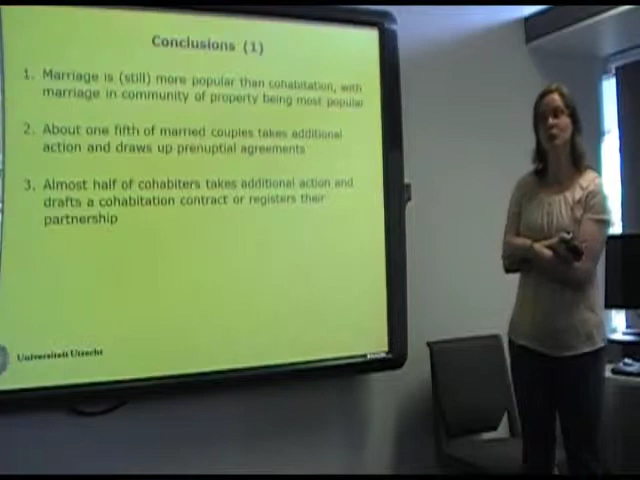 Conclusions (1)
1. Marriage is (still) more popular than cohabitation, with
marriage in community of property being most popular
2. About one fifth of married couples takes additional
action and draws up prenuptial agreements
3. Almost half of cohabiters takes additional action and
drafts a cohabitation contract or registers their
partnership
Universiteit Utrecht